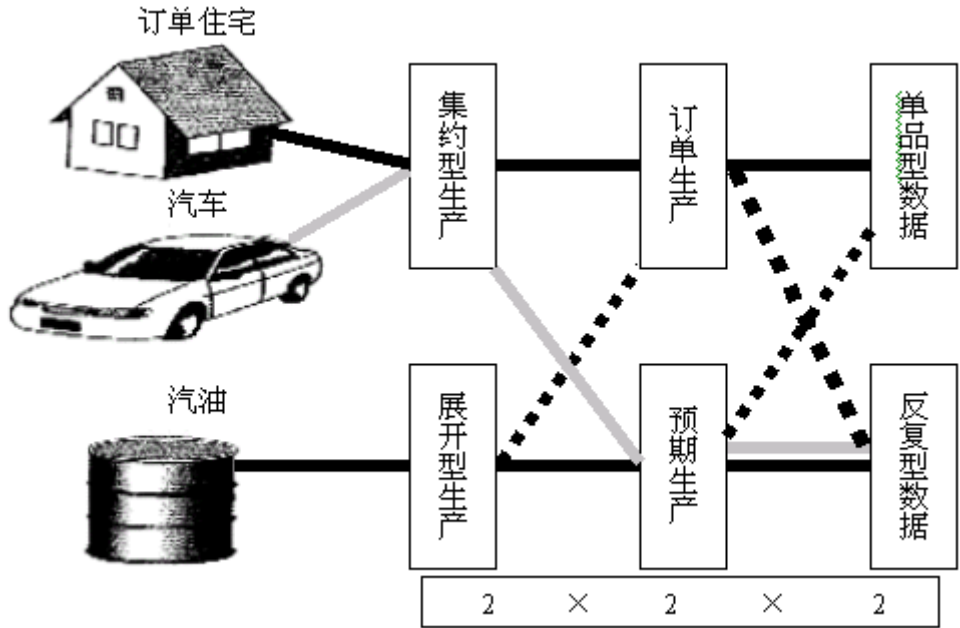 订单住宅
汽车
汽油
集约型生产
订单生产
单品型数据
展开型生产
预期生产
反复型数据
2 × 2 × 2